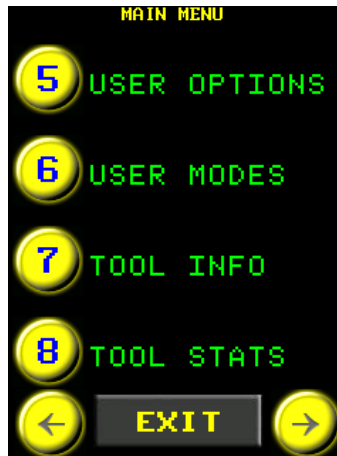 MAIN MENU
5 USER OPTIONS
6 USER MODES
7 TOOL INFO
8 TOOL STATS
← EXIT →